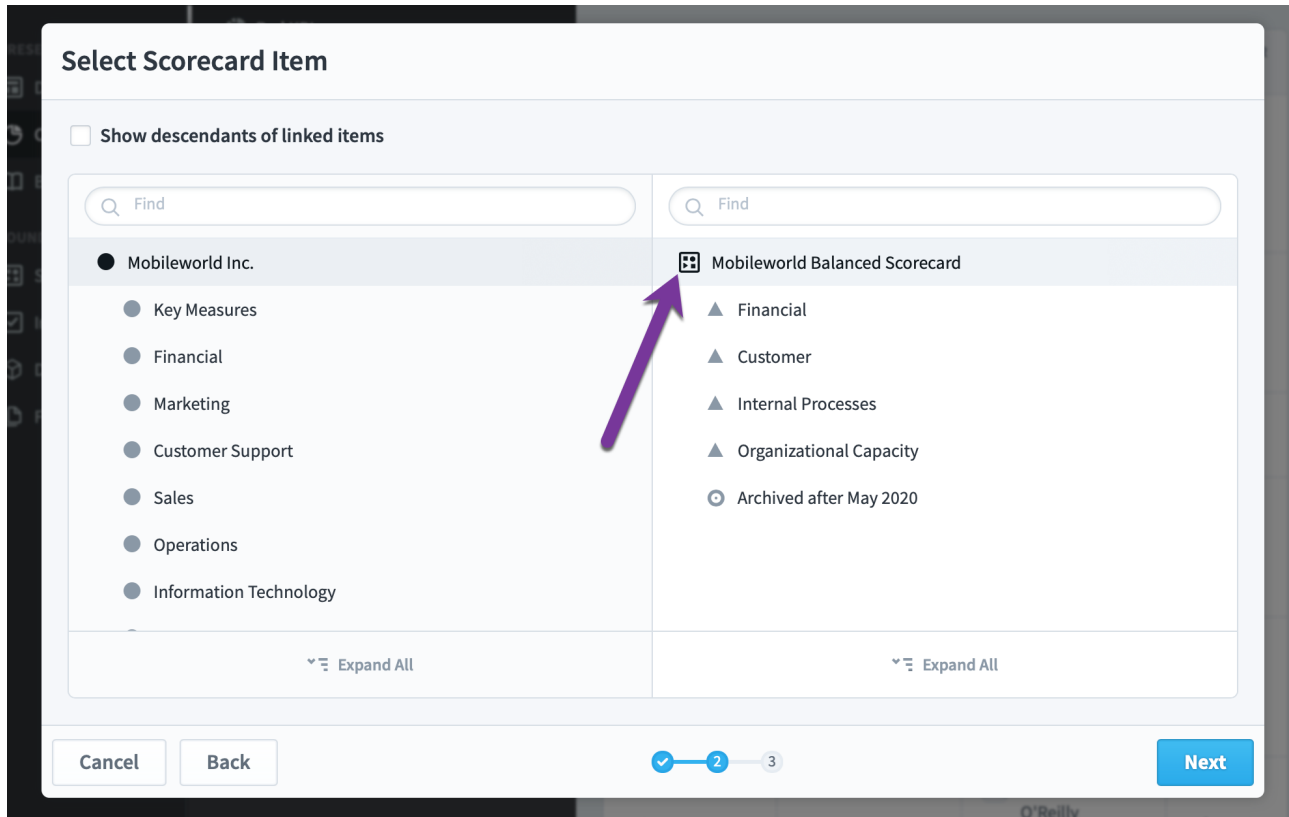 Select Scorecard Item
Show descendants of linked items
Find
Mobileworld Inc.
Key Measures
Financial
Marketing
Customer Support
Sales
Operations
Information Technology
Expand All
Find
Mobileworld Balanced Scorecard
Financial
Customer
Internal Processes
Organizational Capacity
Archived after May 2020
Expand All
Cancel
Back
2
3
Next
O'Reilly